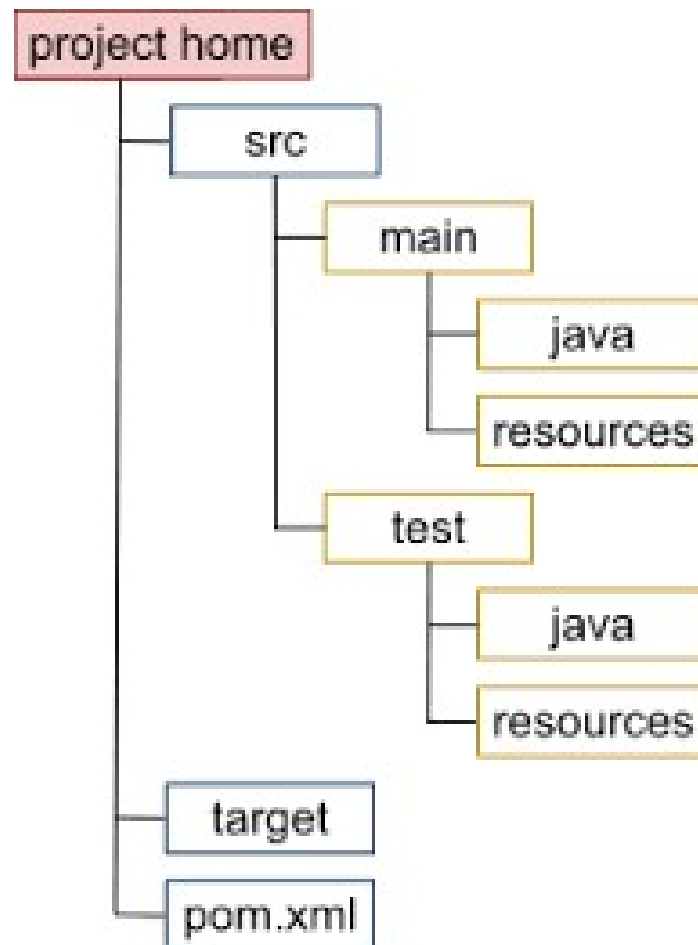 project home
src
main
java
resources
test
java
resources
target
pom.xml